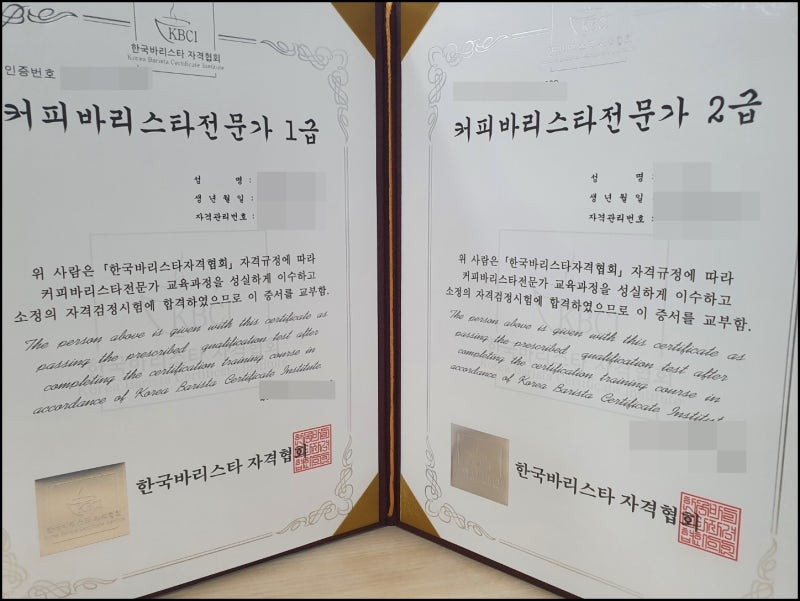 KBCI
한국바리스타 자격협회
Korea Barista Certificate Institute
인증번호
커피바리스타전문가 1급
성 명 :
생 년 월 일 :
자격관리번호 :
위 사람은 「한국바리스타자격협회」 자격규정에 따라
커피바리스타전문가 교육과정을 성실하게 이수하고
소정의 자격검정시험에 합격하였으므로 이 증서를 교부함.
The person above is given with this certificate as
passing the prescribed qualification test after
completing the certification training course in
accordance of Korea Barista Certificate Institute
한국바리스타 자격협회
커피바리스타전문가 2급
성 명 :
생 년 월 일 :
자격관리번호 :
위 사람은 「한국바리스타자격협회」 자격규정에 따라
커피바리스타전문가 교육과정을 성실하게 이수하고
소정의 자격검정시험에 합격하였으므로 이 증서를 교부함.
The person above is given with this certificate as
passing the prescribed qualification test after
completing the certification training course in
accordance of Korea Barista Certificate Institut
한국바리스타 자격협회